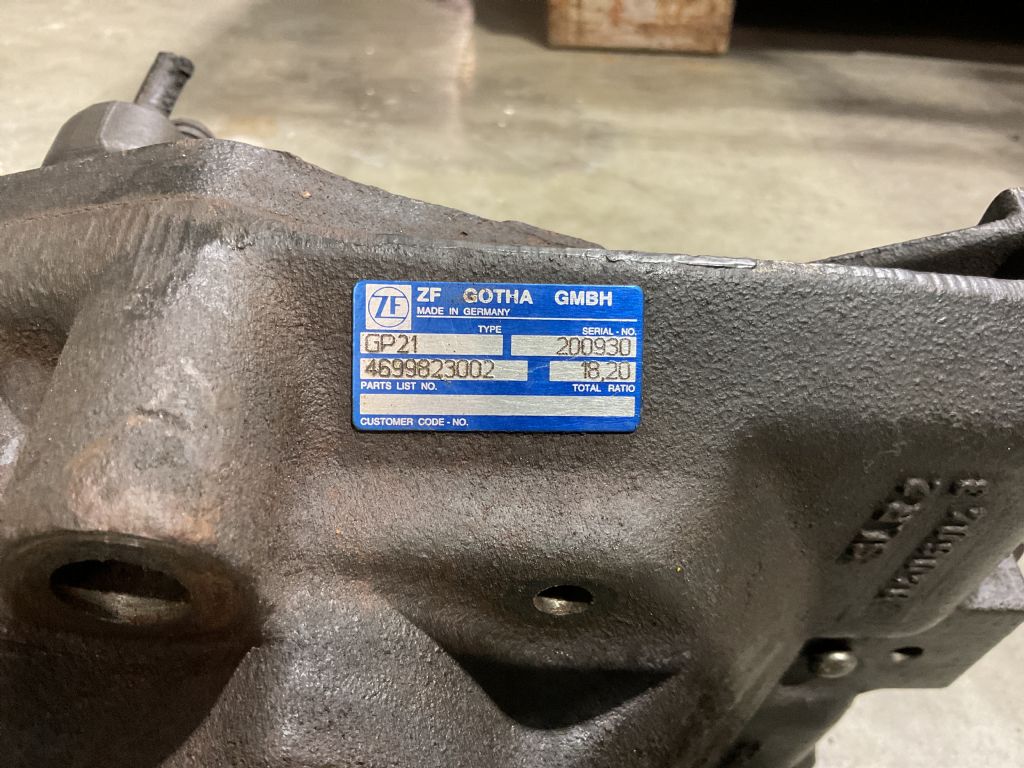 ZF
ZF GOTHA GMBH
MADE IN GERMANY
TYPE SERIAL-NO.
GP21 200930
4699823002 18,20
PARTS LIST NO. TOTAL RATIO
CUSTOMER CODE-NO.